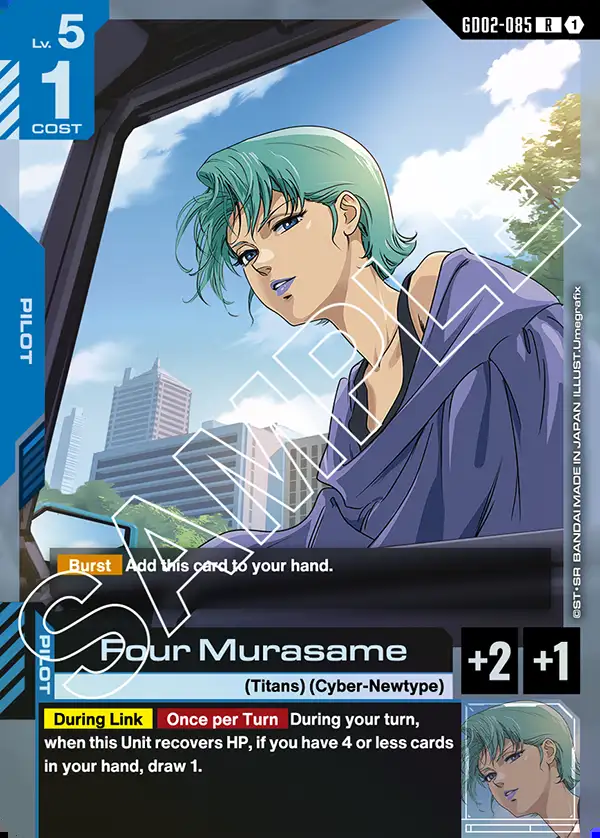 Lv. 5
GD02-085 R 1
1
COST
PILOT
SAMPLE
©ST・SR BANDAI MADE IN JAPAN ILLUST.Umegrafix
Burst Add this card to your hand.
PILOT
Four Murasame
+2 +1
(Titans) (Cyber-Newtype)
During Link Once per Turn During your turn,
when this Unit recovers HP, if you have 4 or less cards
in your hand, draw 1.